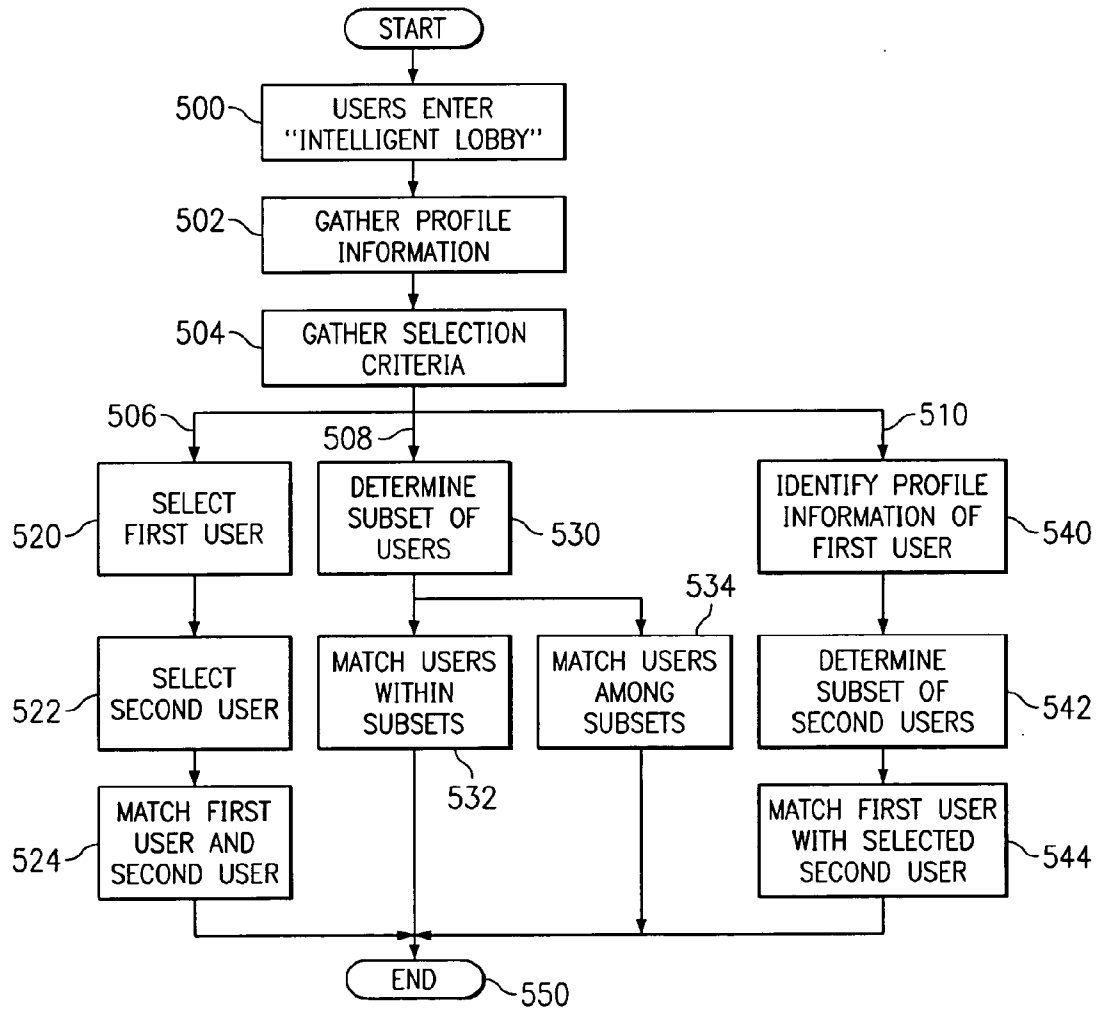 START
500
USERS ENTER
"INTELLIGENT LOBBY"
502
GATHER PROFILE
INFORMATION
504
GATHER SELECTION
CRITERIA
506
508
510
520
SELECT
FIRST USER
DETERMINE
SUBSET OF
USERS
530
IDENTIFY PROFILE
INFORMATION OF
FIRST USER
540
534
522
SELECT
SECOND USER
MATCH USERS
WITHIN
SUBSETS
532
MATCH USERS
AMONG
SUBSETS
DETERMINE
SUBSET OF
SECOND USERS
542
524
MATCH FIRST
USER AND
SECOND USER
MATCH FIRST USER
WITH SELECTED
SECOND USER
544
END
550